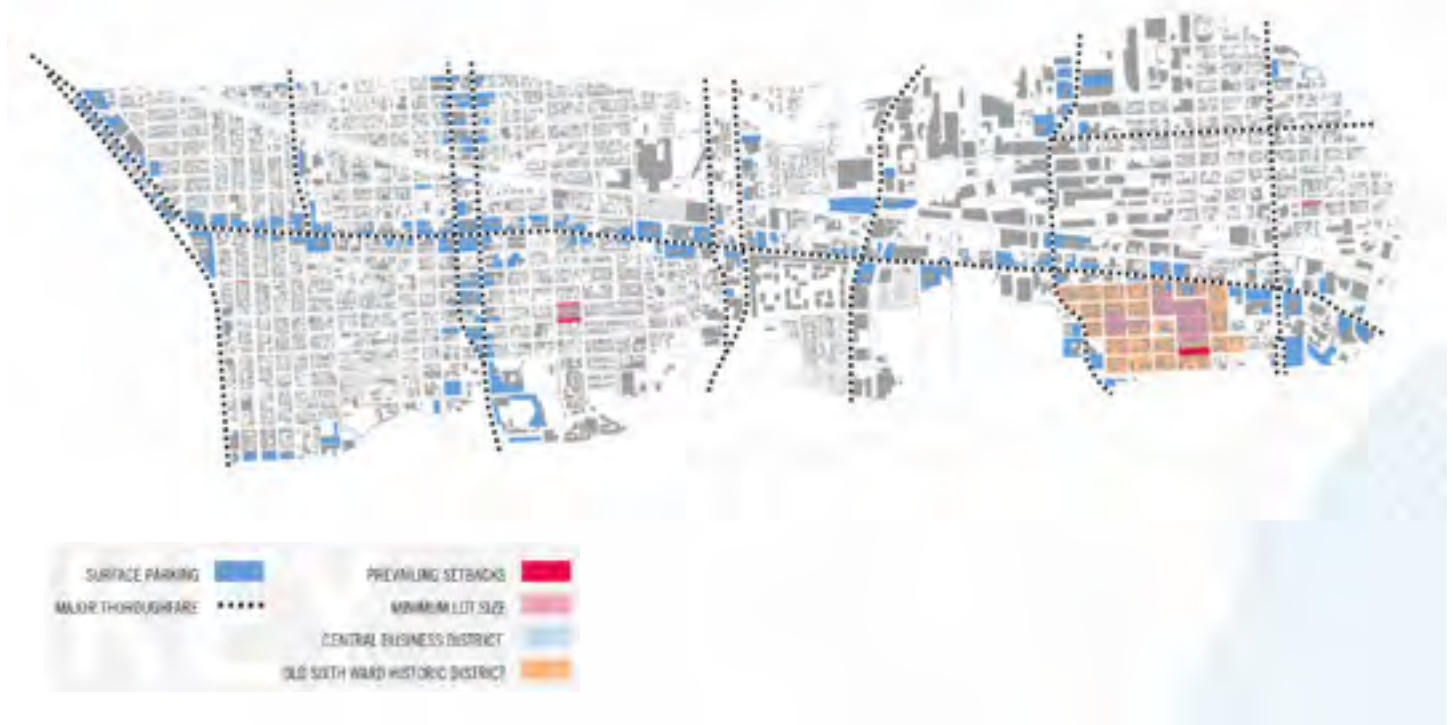 SURFACE PARKING
MAJOR THOROUGHFARE
PREVAILING SETBACKS
MINIMUM LOT SIZE
CENTRAL BUSINESS DISTRICT
OLD SIXTH WARD HISTORIC DISTRICT